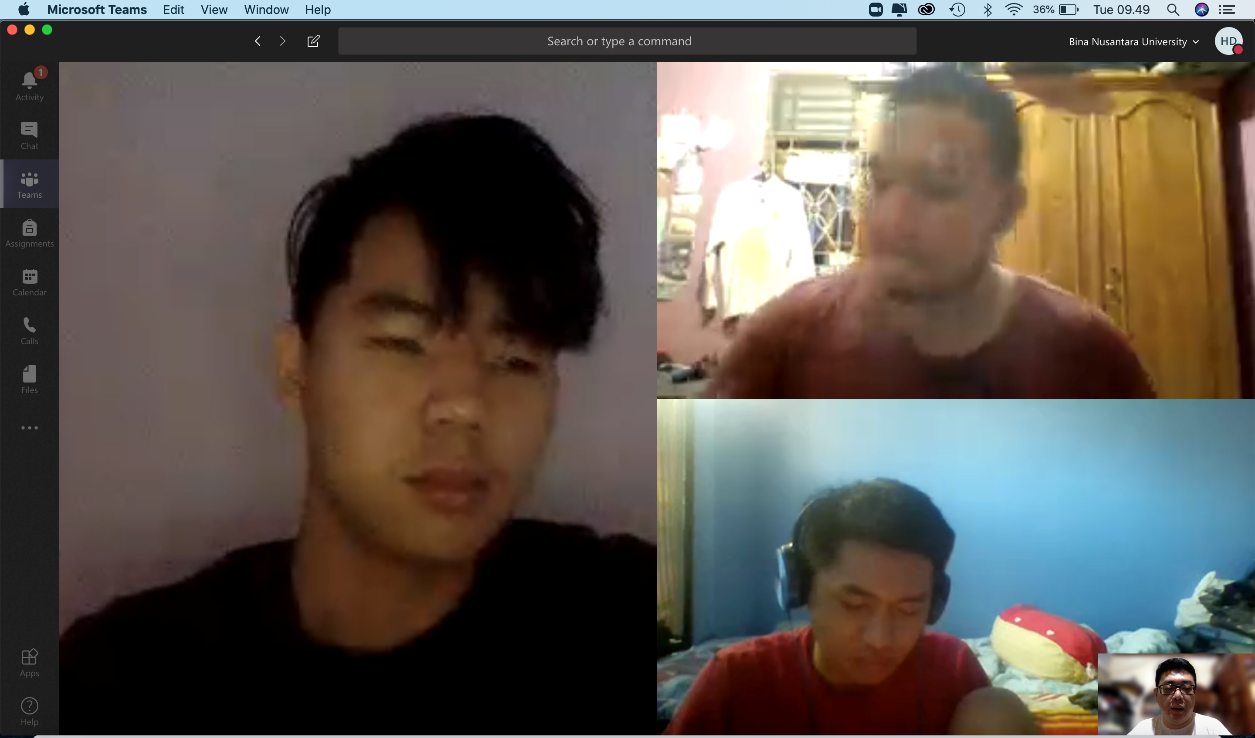 Microsoft Teams Edit View Window Help 36% Tue 09.49
Search or type a command
Bina Nusantara University
HD
1
Activity
Chat
Teams
Assignments
Calendar
Calls
Files
Apps
Help